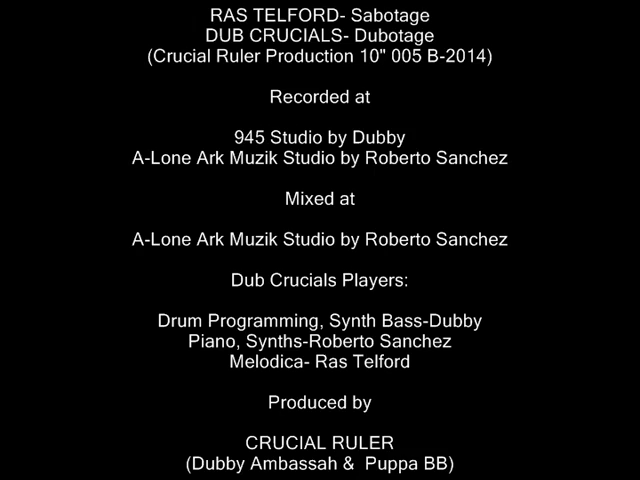 RAS TELFORD- Sabotage
DUB CRUCIALS- Dubotage
(Crucial Ruler Production 10" 005 B-2014)
Recorded at
945 Studio by Dubby
A-Lone Ark Muzik Studio by Roberto Sanchez
Mixed at
A-Lone Ark Muzik Studio by Roberto Sanchez
Dub Crucials Players:
Drum Programming, Synth Bass-Dubby
Piano, Synths-Roberto Sanchez
Melodica- Ras Telford
Produced by
CRUCIAL RULER
(Dubby Ambassah &  Puppa BB)